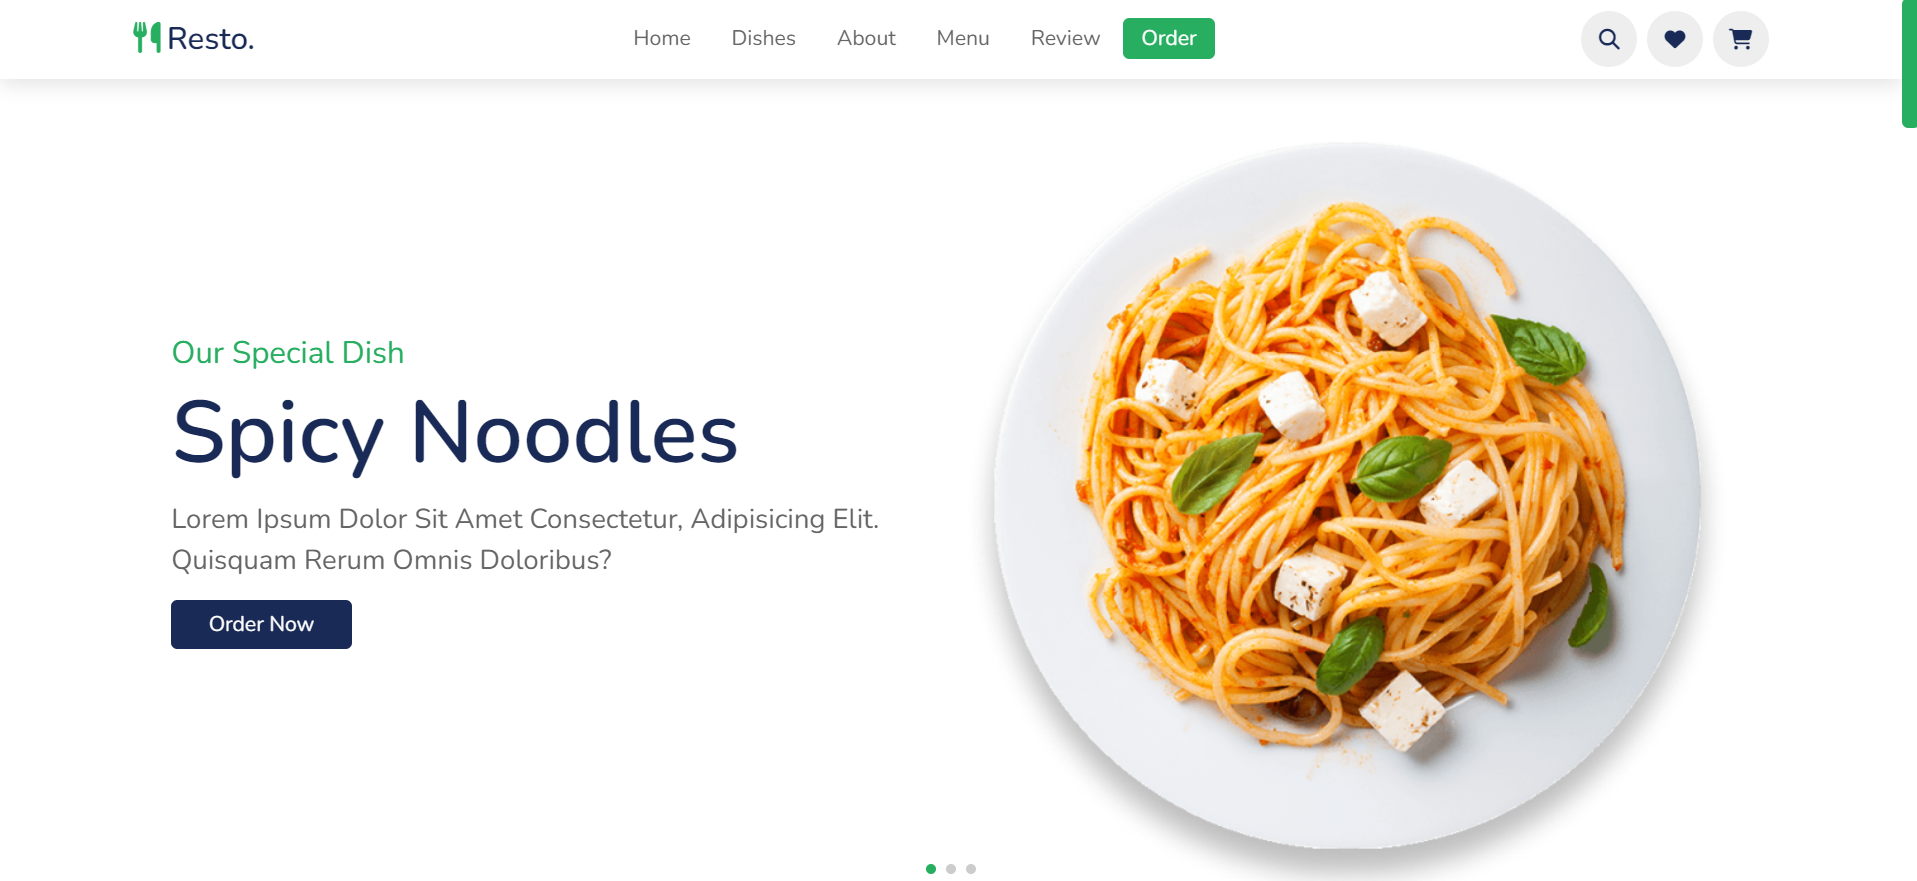 Resto.
Home Dishes About Menu Review Order
Our Special Dish
Spicy Noodles
Lorem Ipsum Dolor Sit Amet Consectetur, Adipisicing Elit.
Quisquam Rerum Omnis Doloribus?
Order Now